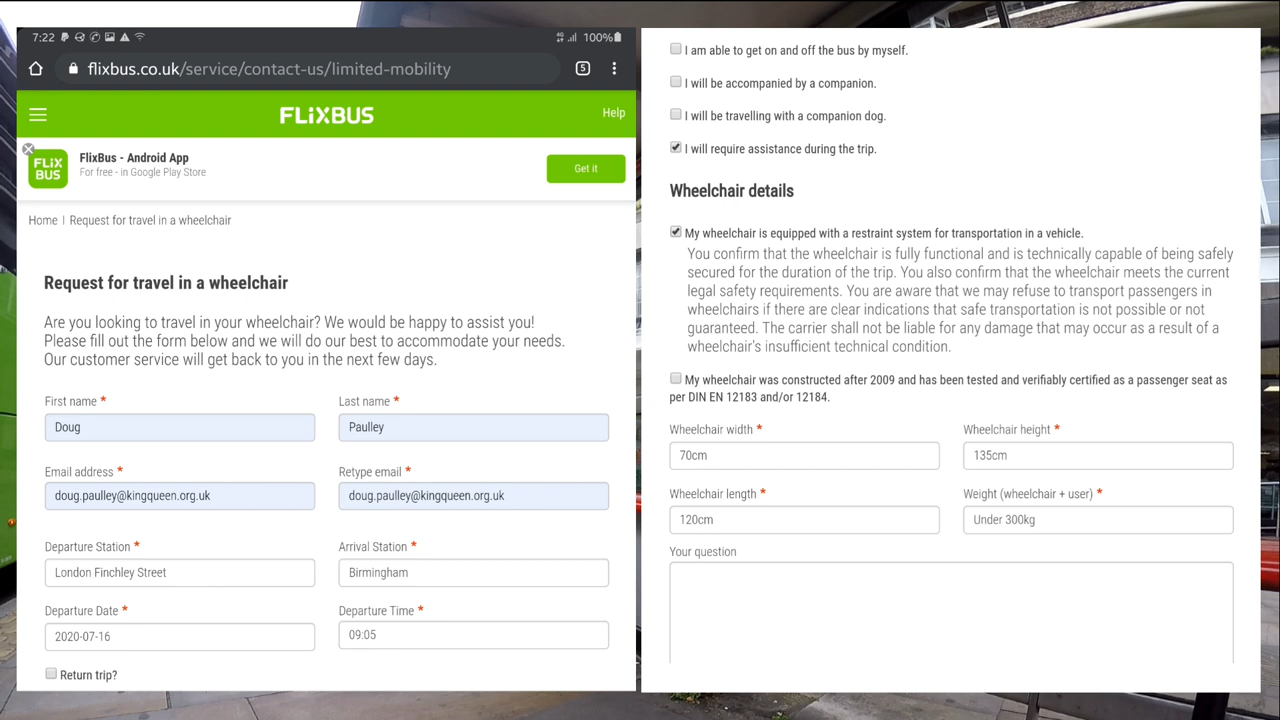 7:22
100%
flixbus.co.uk/service/contact-us/limited-mobility
5
FLiXBUS
Help
FLiX
BUS
FlixBus - Android App
For free - in Google Play Store
Get it
Home | Request for travel in a wheelchair
Request for travel in a wheelchair
Are you looking to travel in your wheelchair? We would be happy to assist you!
Please fill out the form below and we will do our best to accommodate your needs.
Our customer service will get back to you in the next few days.
First name *
Last name *
Doug
Paulley
Email address *
Retype email *
doug.paulley@kingqueen.org.uk
doug.paulley@kingqueen.org.uk
Departure Station *
Arrival Station *
London Finchley Street
Birmingham
Departure Date *
Departure Time *
2020-07-16
09:05
Return trip?
I am able to get on and off the bus by myself.
I will be accompanied by a companion.
I will be travelling with a companion dog.
I will require assistance during the trip.
Wheelchair details
My wheelchair is equipped with a restraint system for transportation in a vehicle.
You confirm that the wheelchair is fully functional and is technically capable of being safely
secured for the duration of the trip. You also confirm that the wheelchair meets the current
legal safety requirements. You are aware that we may refuse to transport passengers in
wheelchairs if there are clear indications that safe transportation is not possible or not
guaranteed. The carrier shall not be liable for any damage that may occur as a result of a
wheelchair's insufficient technical condition.
My wheelchair was constructed after 2009 and has been tested and verifiably certified as a passenger seat as
per DIN EN 12183 and/or 12184.
Wheelchair width *
Wheelchair height *
70cm
135cm
Wheelchair length *
Weight (wheelchair + user) *
120cm
Under 300kg
Your question